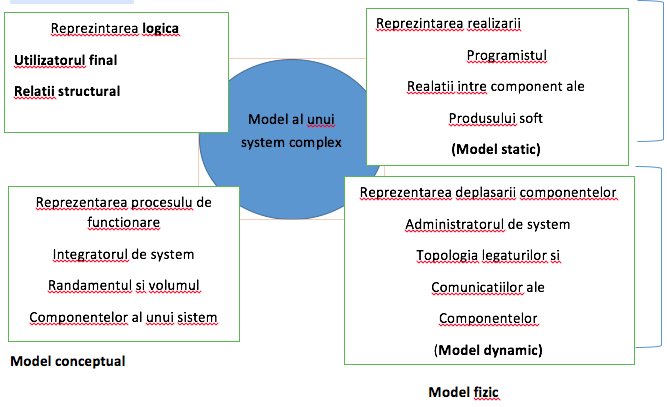 Reprezintarea logica
Utilizatorul final
Relatii structural
Model al unui
system complex
Reprezintarea realizarii
Programistul
Realatii intre component ale
Produsului soft
(Model static)
Reprezentarea procesulu de
functionare
Integratorul de system
Randamentul si volumul
Componentelor al unui sistem
Reprezentarea deplasarii componentelor
Administratorul de system
Topologia legaturilor si
Comunicatiilor ale
Componentelor
(Model dynamic)
Model conceptual
Model fizic